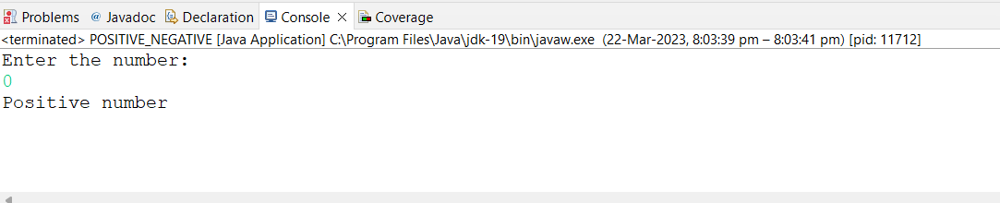 Problems @ Javadoc Declaration Console Coverage
<terminated> POSITIVE_NEGATIVE [Java Application] C:\Program Files\Java\jdk-19\bin\javaw.exe (22-Mar-2023, 8:03:39 pm – 8:03:41 pm) [pid: 11712]
Enter the number:
0
Positive number